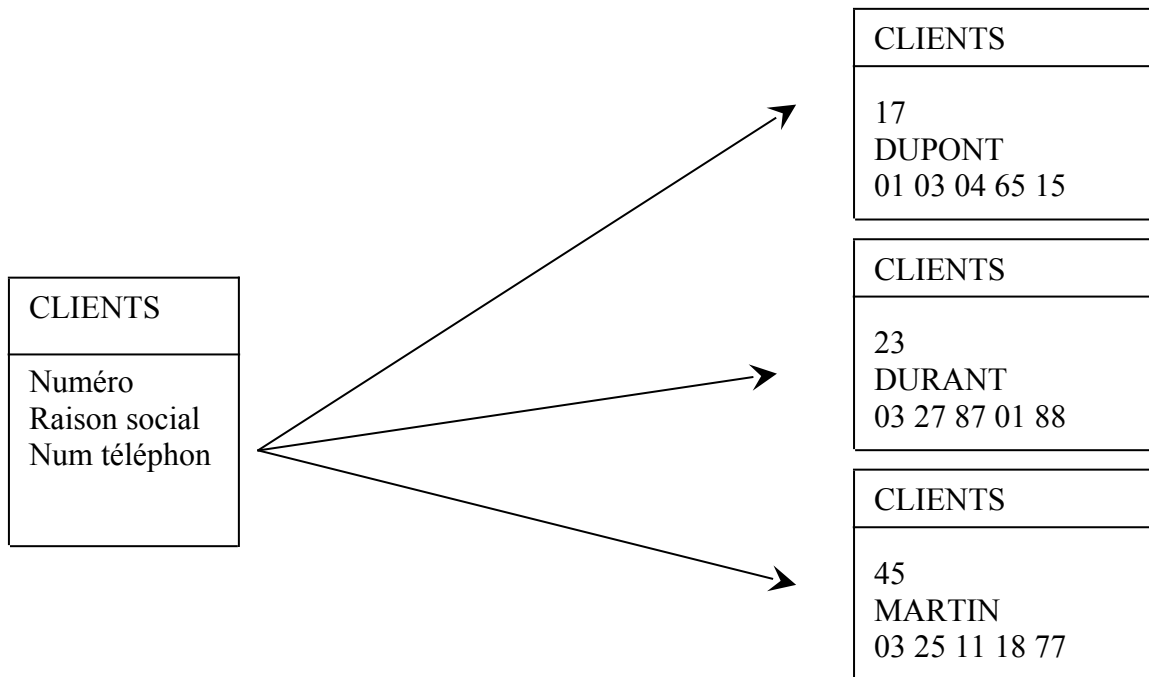 CLIENTS
Numéro
Raison social
Num téléphon
CLIENTS
17
DUPONT
01 03 04 65 15
CLIENTS
23
DURANT
03 27 87 01 88
CLIENTS
45
MARTIN
03 25 11 18 77